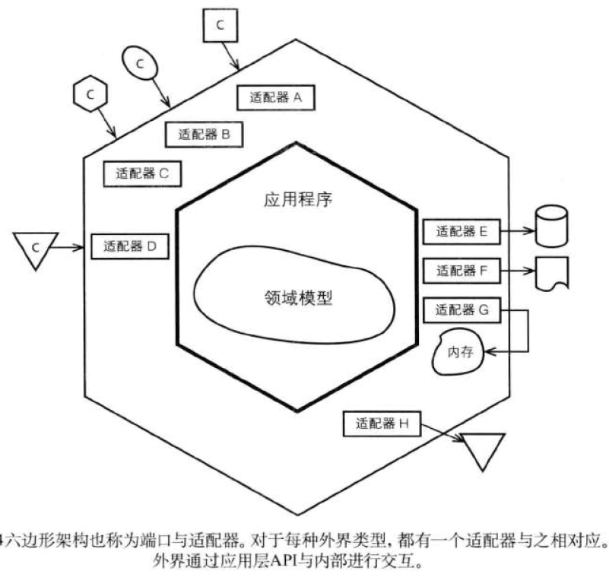 C
C
C
适配器 A
适配器 B
适配器 C
应用程序
C
适配器 D
适配器 E
领域模型
适配器 F
适配器 G
内存
适配器 H
4六边形架构也称为端口与适配器。对于每种外界类型，都有一个适配器与之相对应。
外界通过应用层API与内部进行交互。